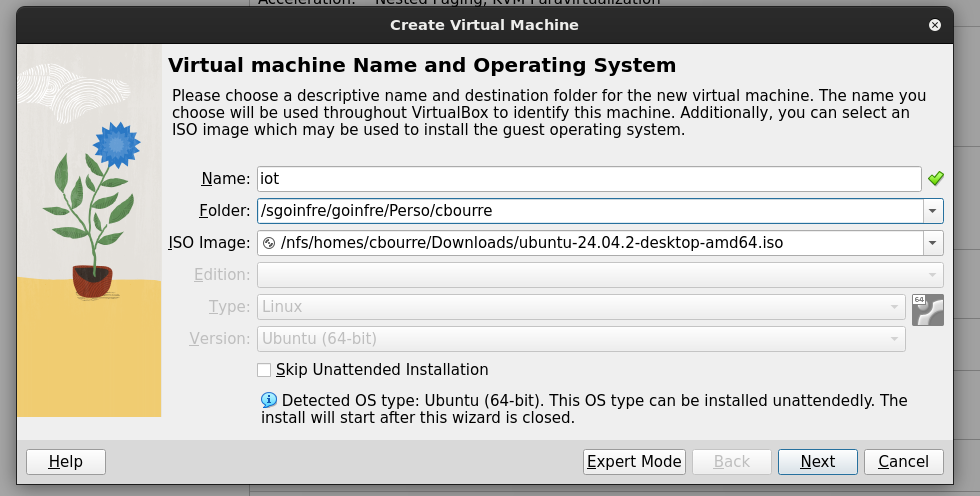 Acceleration: Nested Paging, KVM Paravirtualization
Create Virtual Machine
Virtual machine Name and Operating System
Please choose a descriptive name and destination folder for the new virtual machine. The name you
choose will be used throughout VirtualBox to identify this machine. Additionally, you can select an
ISO image which may be used to install the guest operating system.
Name: iot
Folder: /sgoinfre/goinfre/Perso/cbourre
ISO Image: /nfs/homes/cbourre/Downloads/ubuntu-24.04.2-desktop-amd64.iso
Edition:
Type: Linux
64
Version: Ubuntu (64-bit)
Skip Unattended Installation
Detected OS type: Ubuntu (64-bit). This OS type can be installed unattendedly. The
install will start after this wizard is closed.
Help Expert Mode Back Next Cancel